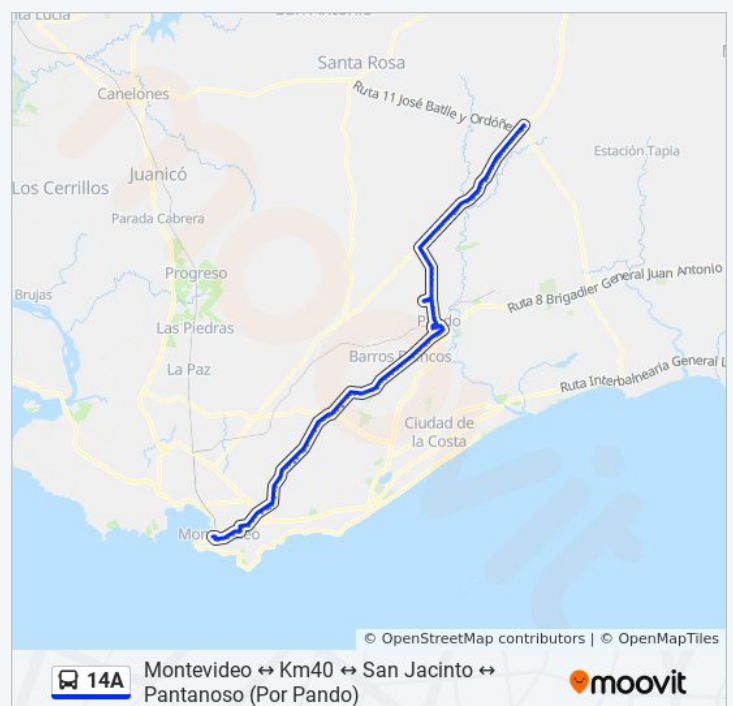 Santa Rosa
Canelones
Ruta 11 José Batlle y Ordóñe
Estación Tapia
Juanicó
Los Cerrillos
Parada Cabrera
Progreso
Ruta 8 Brigadier General Juan Antonio
Brujas
Las Piedras
Barros Blancos
La Paz
Ruta Interbalnearia General L
Ciudad de
la Costa
© OpenStreetMap contributors | © OpenMapTiles
14A
Montevideo ↔ Km40 ↔ San Jacinto ↔
Pantanoso (Por Pando)
moovit